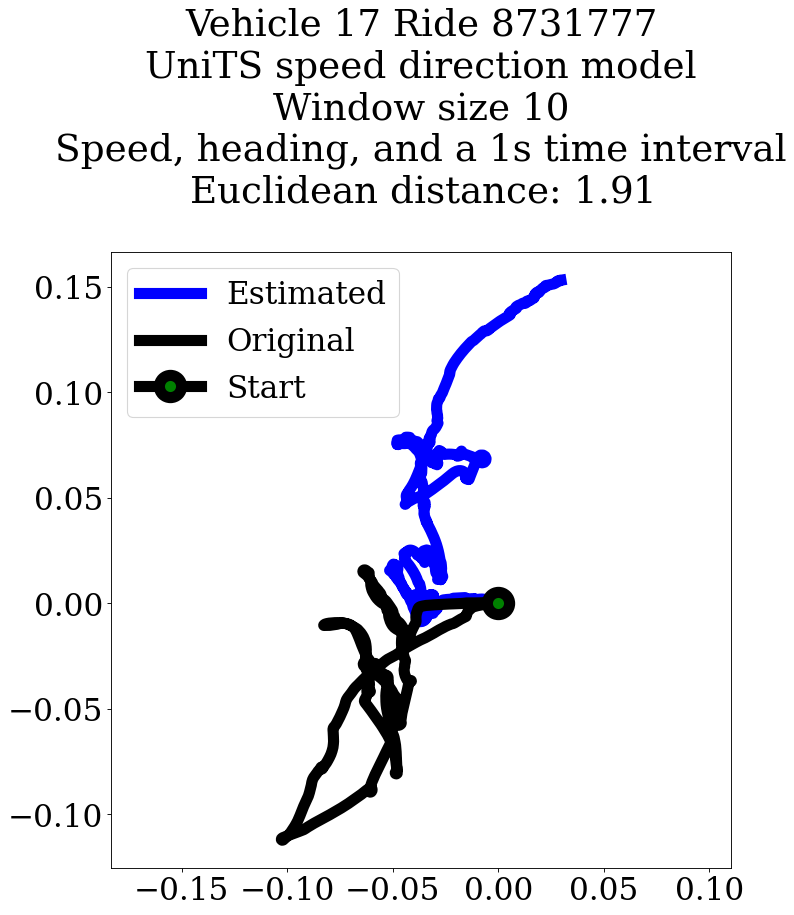 Vehicle 17 Ride 8731777
UniTS speed direction model
Window size 10
Speed, heading, and a 1s time interval
Euclidean distance: 1.91
Estimated
Original
Start
0.15
0.10
0.05
0.00
−0.05
−0.10
−0.15 −0.10 −0.05 0.00 0.05 0.10